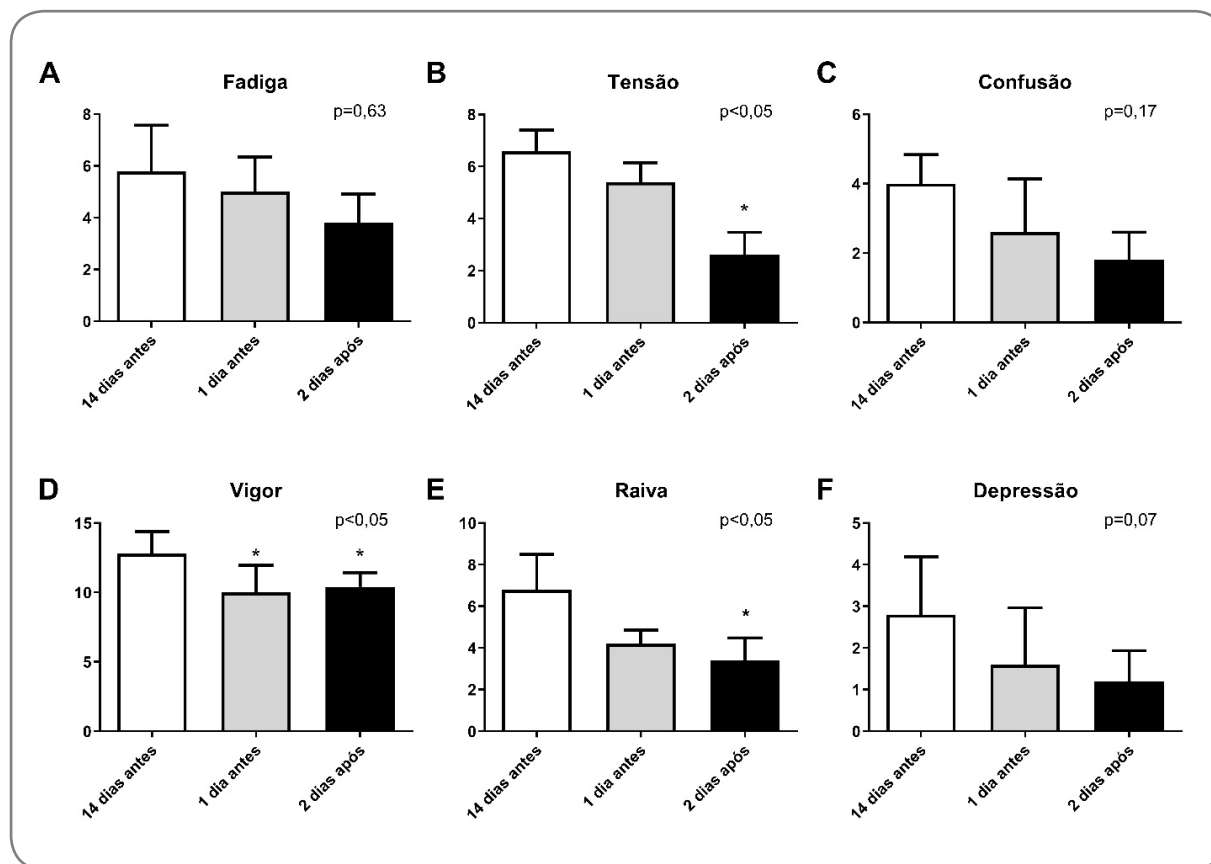 A
Fadiga
p=0,63
8
6
4
2
0
14 dias antes
1 dia antes
2 dias após
B
Tensão
p<0,05
8
6
4
2
0
*
14 dias antes
1 dia antes
2 dias após
C
Confusão
p=0,17
6
4
2
0
14 dias antes
1 dia antes
2 dias após
D
Vigor
p<0,05
15
10
5
0
* *
14 dias antes
1 dia antes
2 dias após
E
Raiva
p<0,05
10
8
6
4
2
0
*
14 dias antes
1 dia antes
2 dias após
F
Depressão
p=0,07
5
4
3
2
1
0
14 dias antes
1 dia antes
2 dias após